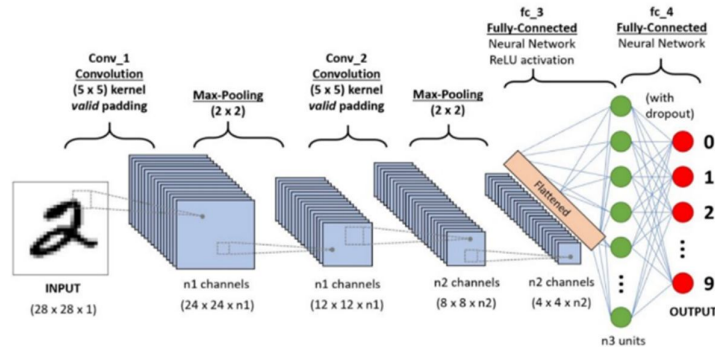 fc_3
Fully-Connected
Neural Network
ReLU activation
fc_4
Fully-Connected
Neural Network
Conv_1
Convolution
(5 x 5) kernel
valid padding
Max-Pooling
(2 x 2)
Conv_2
Convolution
(5 x 5) kernel
valid padding
Max-Pooling
(2 x 2)
(with
dropout)
2
Flattened
0
1
2
⋮
9
⋮
INPUT
(28 x 28 x 1)
n1 channels
(24 x 24 x n1)
n1 channels
(12 x 12 x n1)
n2 channels
(8 x 8 x n2)
n2 channels
(4 x 4 x n2)
OUTPUT
n3 units